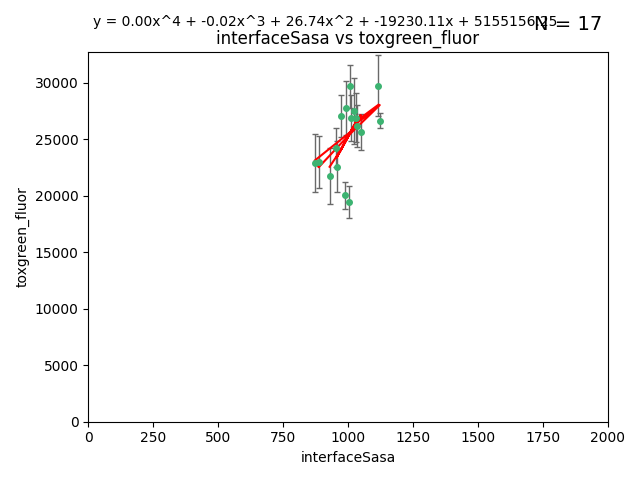 y = 0.00x^4 + -0.02x^3 + 26.74x^2 + -19230.11x + 5155156.25
N = 17
interfaceSasa vs toxgreen_fluor
30000
25000
20000
15000
10000
5000
0
toxgreen_fluor
0 250 500 750 1000 1250 1500 1750 2000
interfaceSasa